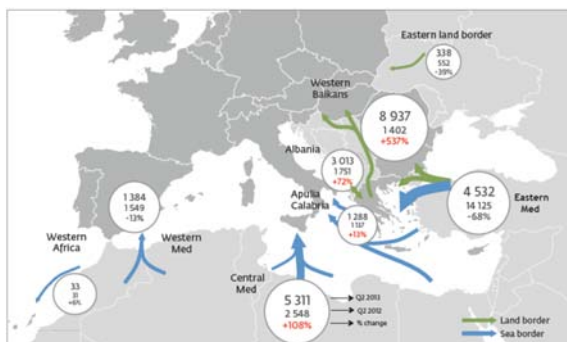 Eastern land border
338
552
-39%
Western
Balkans
8 937
1 402
+537%
Albania
3 013
1 751
+72%
1 384
1 549
-13%
Apulia
Calabria
1 288
1 137
+13%
4 532
14 125
-68%
Eastern
Med
Western
Africa
Western
Med
33
31
+6%
Central
Med
5 311
2 548
+108%
Q2 2013
Q2 2012
% change
Land border
Sea border